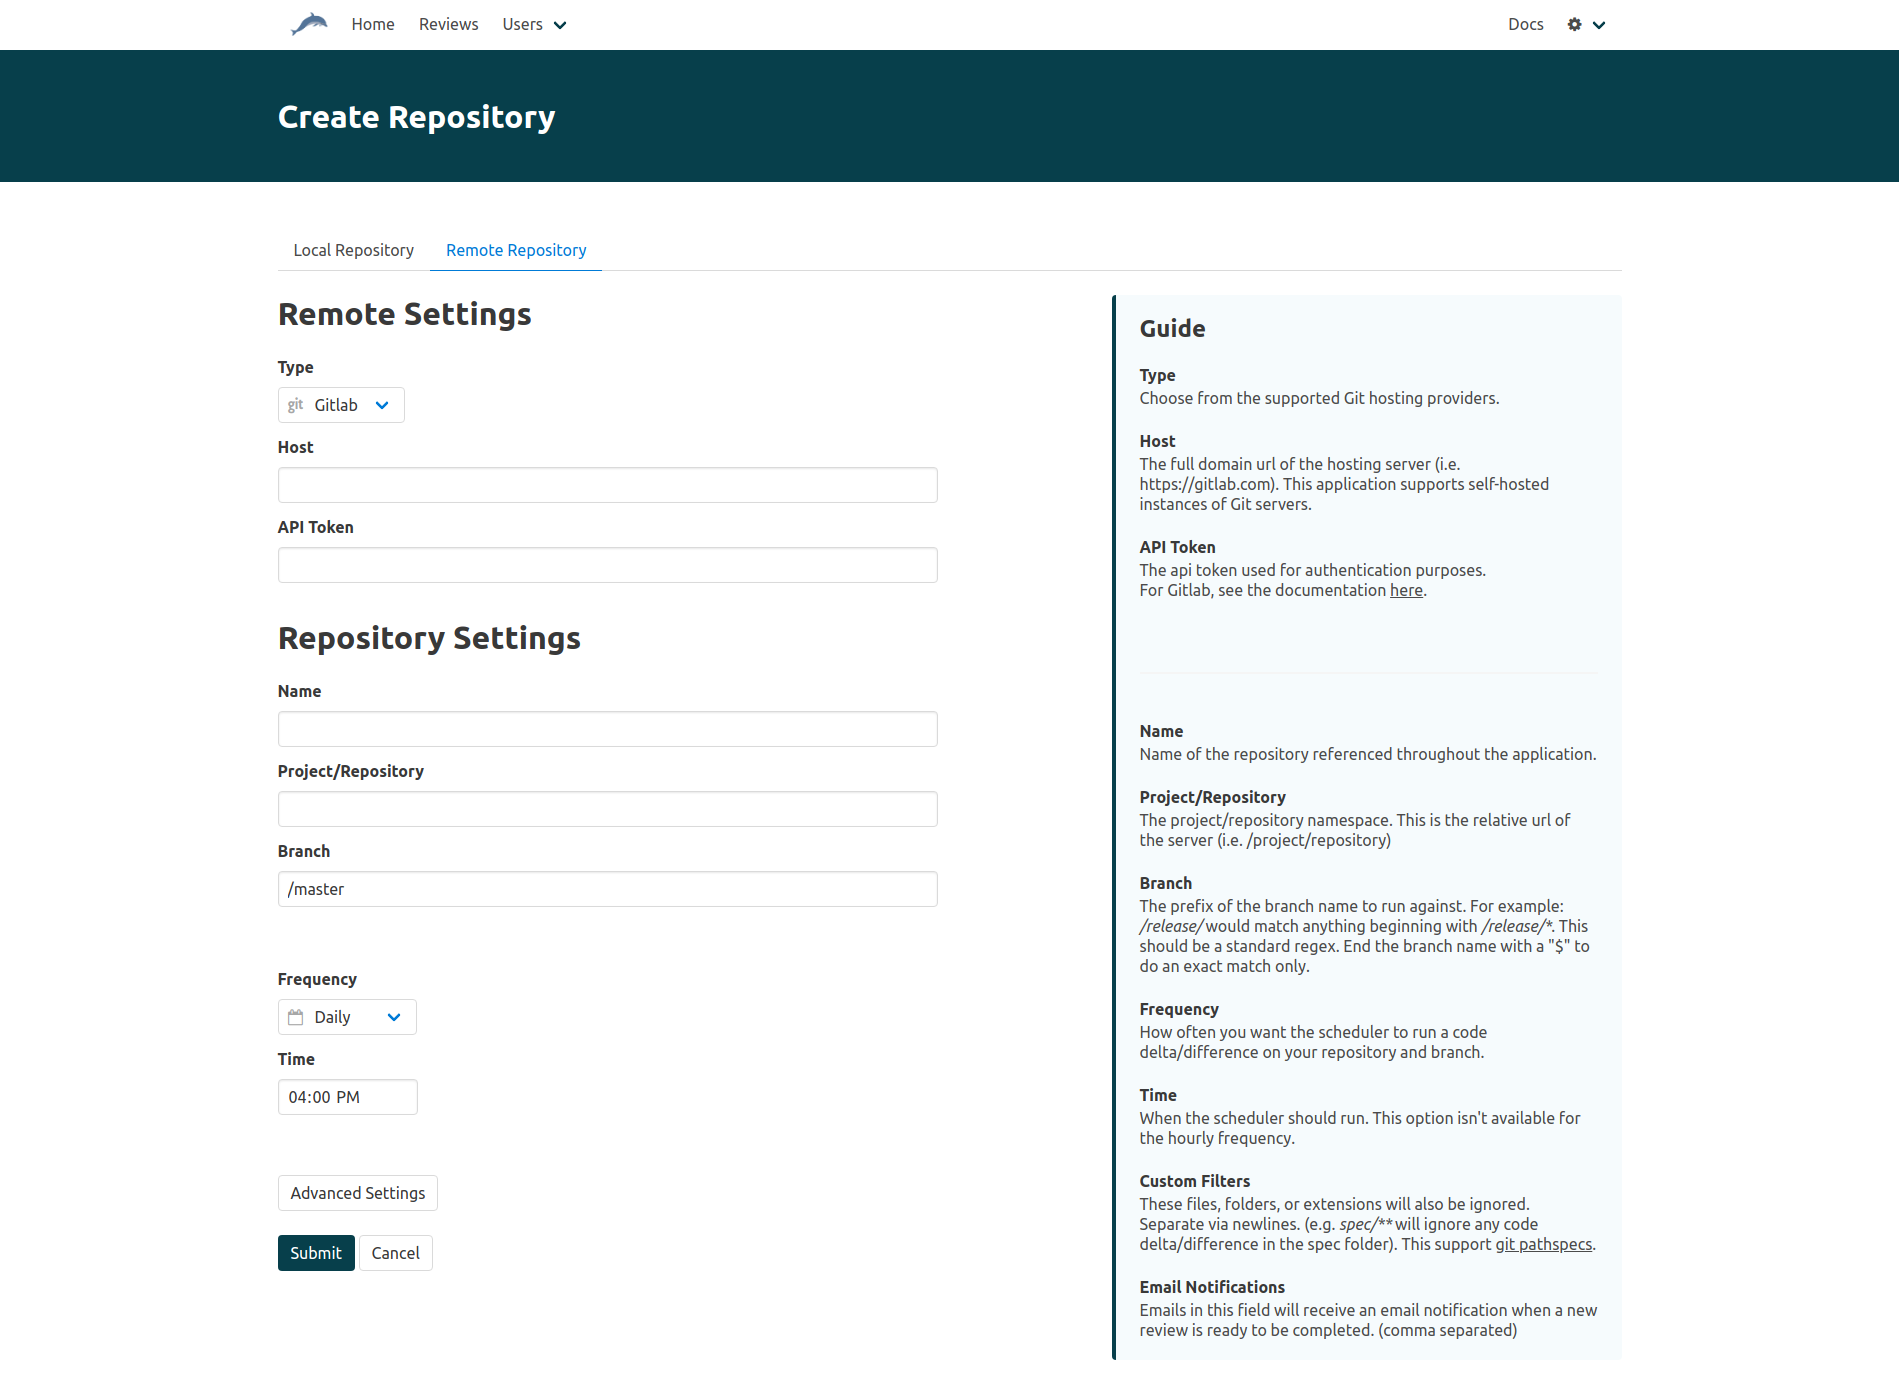 Home Reviews Users Docs
Create Repository
Local Repository Remote Repository
Remote Settings
Type
git Gitlab
Host
API Token
Repository Settings
Name
Project/Repository
Branch
/master
Frequency
Daily
Time
04:00 PM
Advanced Settings
Submit Cancel
Guide
Type
Choose from the supported Git hosting providers.
Host
The full domain url of the hosting server (i.e.
https://gitlab.com). This application supports self-hosted
instances of Git servers.
API Token
The api token used for authentication purposes.
For Gitlab, see the documentation here.
Name
Name of the repository referenced throughout the application.
Project/Repository
The project/repository namespace. This is the relative url of
the server (i.e. /project/repository)
Branch
The prefix of the branch name to run against. For example:
/release/ would match anything beginning with /release/*. This
should be a standard regex. End the branch name with a "$" to
do an exact match only.
Frequency
How often you want the scheduler to run a code
delta/difference on your repository and branch.
Time
When the scheduler should run. This option isn't available for
the hourly frequency.
Custom Filters
These files, folders, or extensions will also be ignored.
Separate via newlines. (e.g. spec/** will ignore any code
delta/difference in the spec folder). This support git pathspecs.
Email Notifications
Emails in this field will receive an email notification when a new
review is ready to be completed. (comma separated)